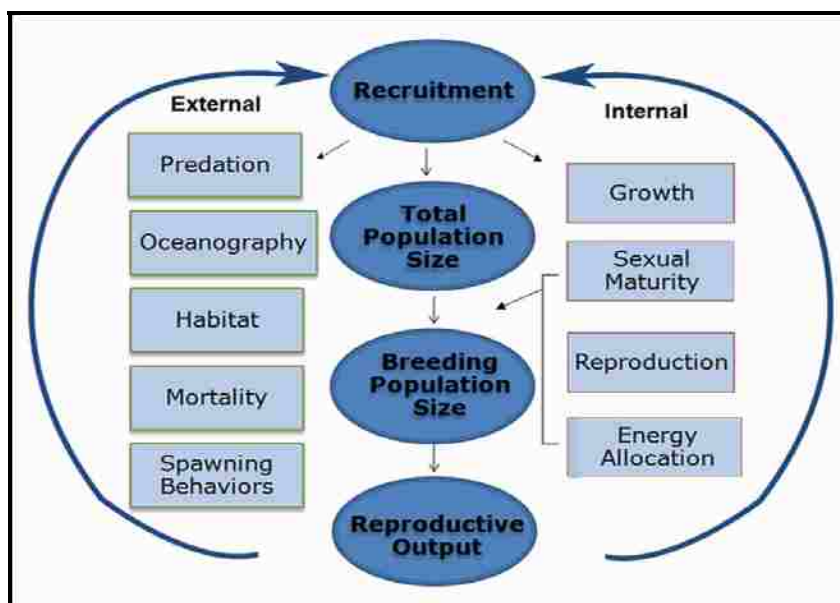 Recruitment
External
Internal
Predation
Oceanography
Habitat
Mortality
Spawning
Behaviors
Total
Population
Size
Breeding
Population
Size
Reproductive
Output
Growth
Sexual
Maturity
Reproduction
Energy
Allocation